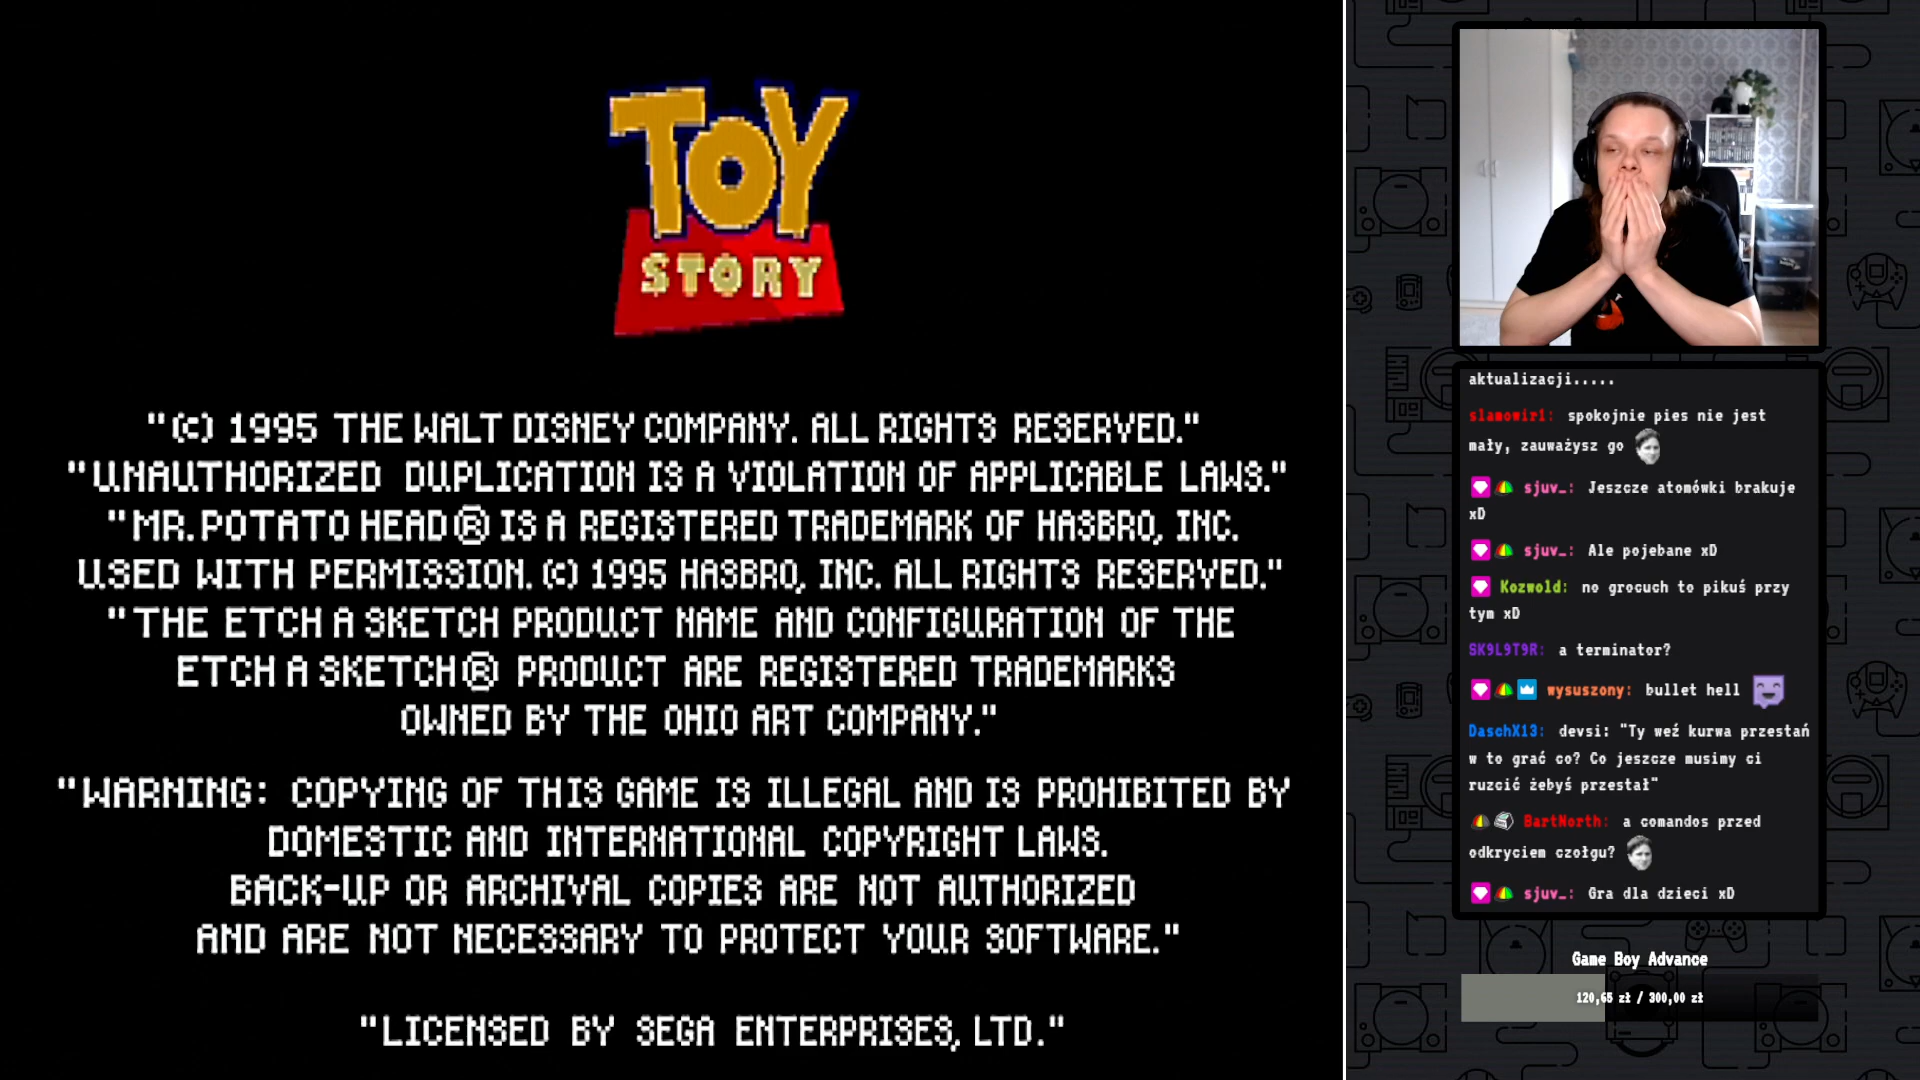 TOY
STORY
"(C) 1995 THE WALT DISNEY COMPANY. ALL RIGHTS RESERVED."
"UNAUTHORIZED DUPLICATION IS A VIOLATION OF APPLICABLE LAWS."
"MR. POTATO HEAD® IS A REGISTERED TRADEMARK OF HASBRO, INC.
USED WITH PERMISSION. (C) 1995 HASBRO, INC. ALL RIGHTS RESERVED."
"THE ETCH A SKETCH PRODUCT NAME AND CONFIGURATION OF THE
ETCH A SKETCH® PRODUCT ARE REGISTERED TRADEMARKS
OWNED BY THE OHIO ART COMPANY."
"WARNING: COPYING OF THIS GAME IS ILLEGAL AND IS PROHIBITED BY
DOMESTIC AND INTERNATIONAL COPYRIGHT LAWS.
BACK-UP OR ARCHIVAL COPIES ARE NOT AUTHORIZED
AND ARE NOT NECESSARY TO PROTECT YOUR SOFTWARE."
"LICENSED BY SEGA ENTERPRISES, LTD."
aktualizacji.....
slamowir1: spokojnie pies nie jest
mały, zauważysz go
sjuv_: Jeszcze atomówki brakuje
xD
sjuv_: Ale pojebane xD
Kozwold: no grocuch to pikuś przy
tym xD
SK9L9T9R: a terminator?
wysuszony: bullet hell
DaschX13: devsi: "Ty weź kurwa przestań
w to grać co? Co jeszcze musimy ci
ruzcić żebyś przestał"
BartNorth: a comandos przed
odkryciem czołgu?
sjuv_: Gra dla dzieci xD
Game Boy Advance
120,65 zł / 300,00 zł